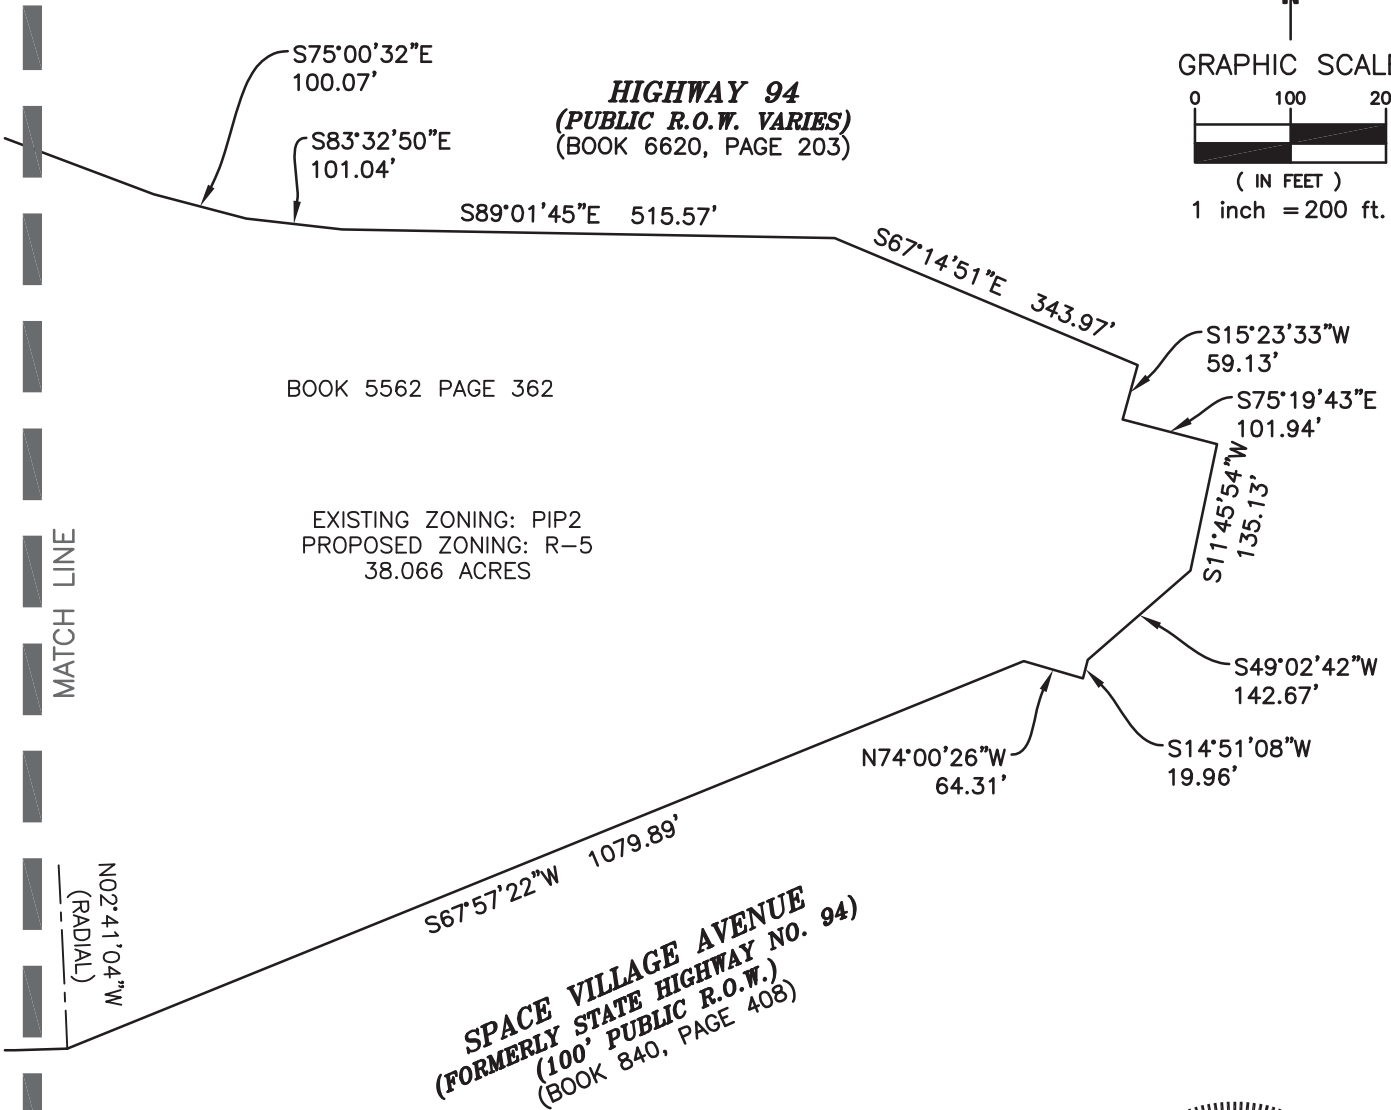 N
GRAPHIC SCALE
0 100 20
( IN FEET )
1 inch = 200 ft.
S75°00'32"E
100.07'
S83°32'50"E
101.04'
HIGHWAY 94
(PUBLIC R.O.W. VARIES)
(BOOK 6620, PAGE 203)
S89°01'45"E 515.57'
S67°14'51"E 343.97'
S15°23'33"W
59.13'
S75°19'43"E
101.94'
S11°45'54"W
135.13'
BOOK 5562 PAGE 362
EXISTING ZONING: PIP2
PROPOSED ZONING: R-5
38.066 ACRES
MATCH LINE
S49°02'42"W
142.67'
S14°51'08"W
19.96'
N74°00'26"W
64.31'
S67°57'22"W 1079.89'
N02°41'04"W
(RADIAL)
SPACE VILLAGE AVENUE
(FORMERLY STATE HIGHWAY NO. 94)
(100' PUBLIC R.O.W.)
(BOOK 840, PAGE 408)